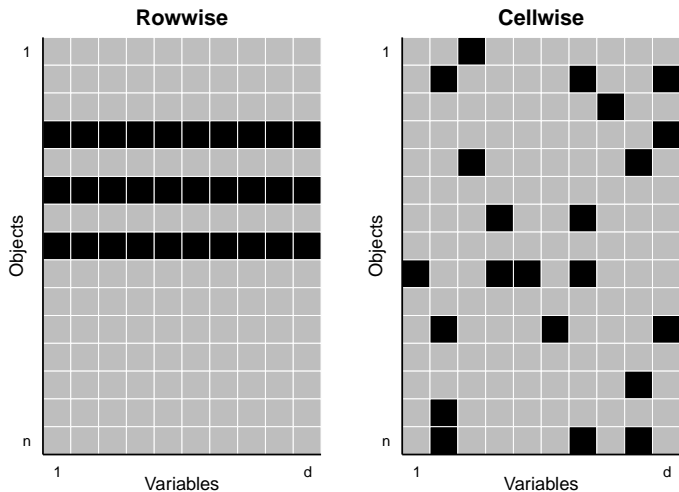 Rowwise
1
Objects
n
1
d
Variables
Cellwise
1
Objects
n
1
d
Variables